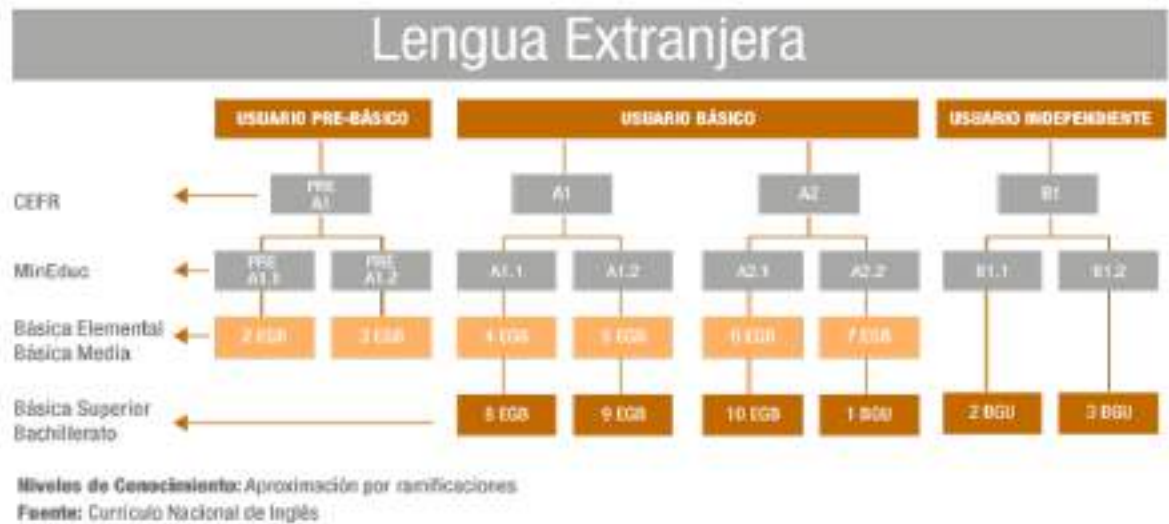 Lengua Extranjera
USUARIO PRE-BÁSICO USUARIO BÁSICO USUARIO INDEPENDIENTE
CEFR
PRE A1 A1 A2 B1
MinEduc
PRE A1.1 PRE A1.2 A1.1 A1.2 A2.1 A2.2 B1.1 B1.2
Básica Elemental
Básica Media
2 EGB 3 EGB 4 EGB 5 EGB 6 EGB 7 EGB
Básica Superior
Bachillerato
8 EGB 9 EGB 10 EGB 1 BGU 2 BGU 3 BGU
Niveles de Conocimiento: Aproximación por ramificaciones
Fuente: Currículo Nacional de Inglés